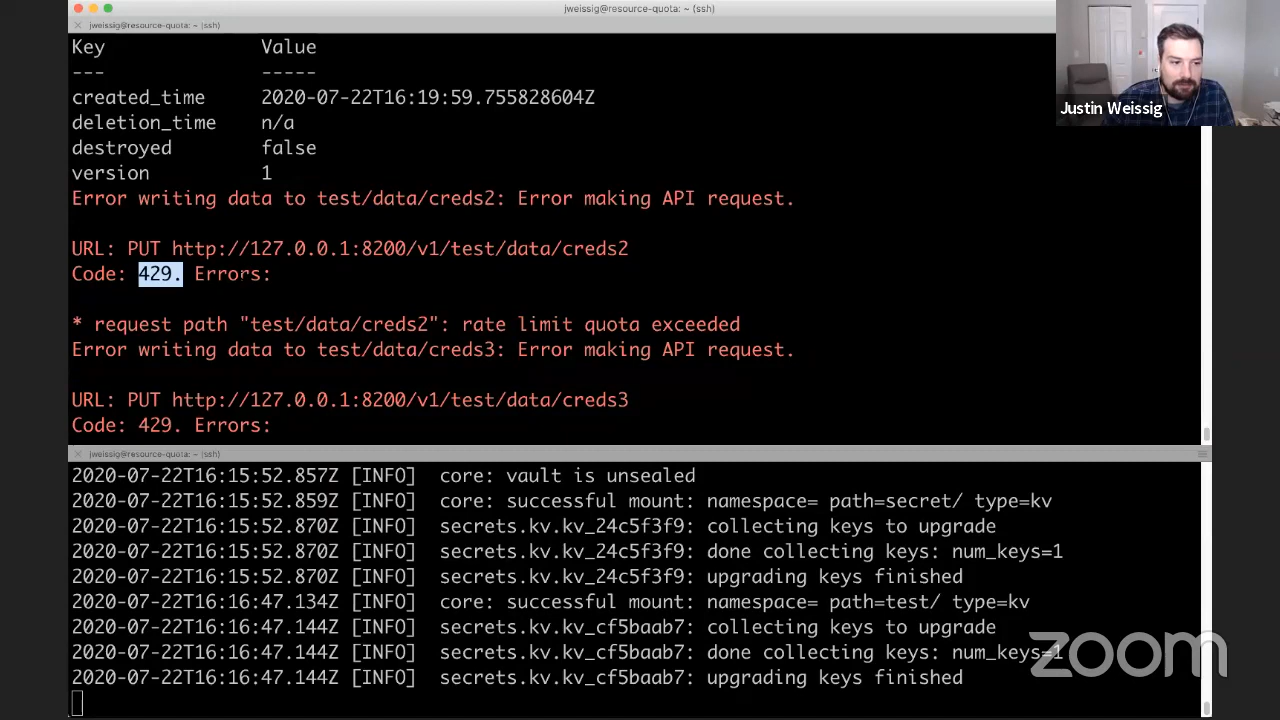 jweissig@resource-quota: ~ (ssh)
jweissig@resource-quota: ~ (ssh)
Key Value
--- -----
created_time 2020-07-22T16:19:59.755828604Z
deletion_time n/a
destroyed false
version 1
Error writing data to test/data/creds2: Error making API request.
URL: PUT http://127.0.0.1:8200/v1/test/data/creds2
Code: 429. Errors:
* request path "test/data/creds2": rate limit quota exceeded
Error writing data to test/data/creds3: Error making API request.
URL: PUT http://127.0.0.1:8200/v1/test/data/creds3
Code: 429. Errors:
Justin Weissig
jweissig@resource-quota: ~ (ssh)
2020-07-22T16:15:52.857Z [INFO] core: vault is unsealed
2020-07-22T16:15:52.859Z [INFO] core: successful mount: namespace= path=secret/ type=kv
2020-07-22T16:15:52.870Z [INFO] secrets.kv.kv_24c5f3f9: collecting keys to upgrade
2020-07-22T16:15:52.870Z [INFO] secrets.kv.kv_24c5f3f9: done collecting keys: num_keys=1
2020-07-22T16:15:52.870Z [INFO] secrets.kv.kv_24c5f3f9: upgrading keys finished
2020-07-22T16:16:47.134Z [INFO] core: successful mount: namespace= path=test/ type=kv
2020-07-22T16:16:47.144Z [INFO] secrets.kv.kv_cf5baab7: collecting keys to upgrade
2020-07-22T16:16:47.144Z [INFO] secrets.kv.kv_cf5baab7: done collecting keys: num_keys=1
2020-07-22T16:16:47.144Z [INFO] secrets.kv.kv_cf5baab7: upgrading keys finished
zoom